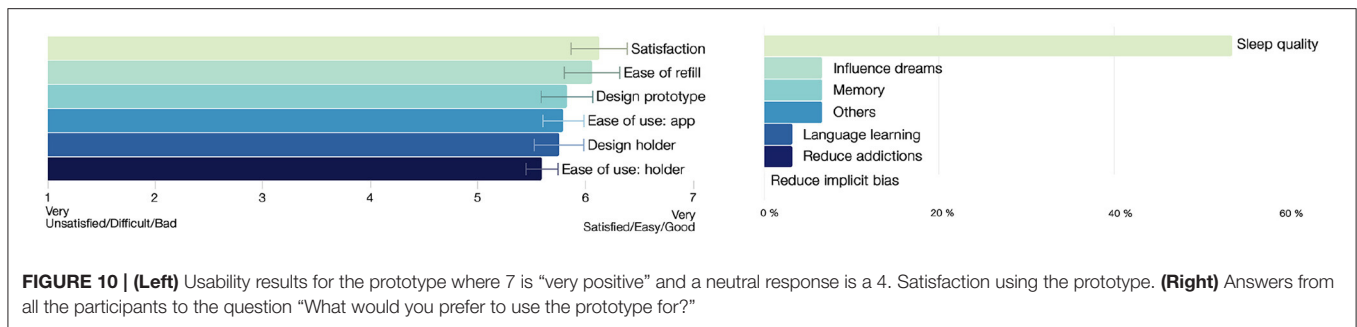 Satisfaction
Ease of refill
Design prototype
Ease of use: app
Design holder
Ease of use: holder
1 2 3 4 5 6 7
Very Very
Unsatisfied/Difficult/Bad Satisfied/Easy/Good
Sleep quality
Influence dreams
Memory
Others
Language learning
Reduce addictions
Reduce implicit bias
0 % 20 % 40 % 60 %
FIGURE 10 | (Left) Usability results for the prototype where 7 is “very positive” and a neutral response is a 4. Satisfaction using the prototype. (Right) Answers from
all the participants to the question “What would you prefer to use the prototype for?”